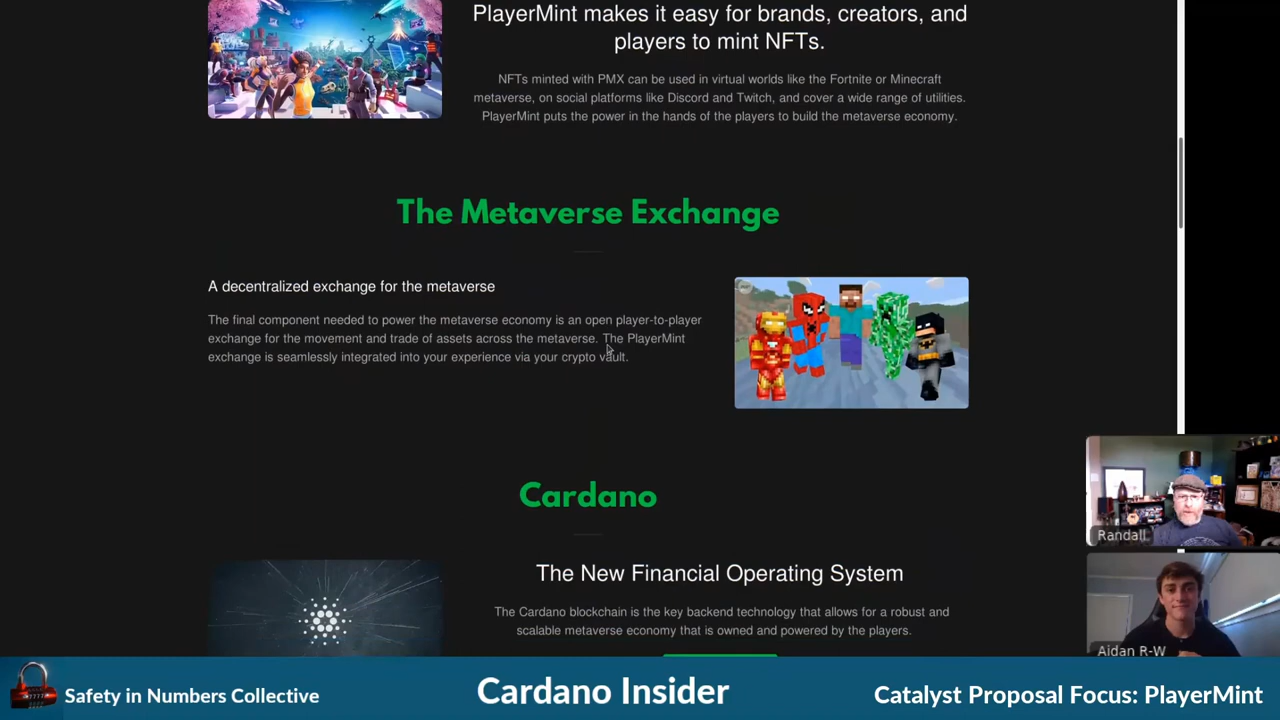 PlayerMint makes it easy for brands, creators, and
players to mint NFTs.
NFTs minted with PMX can be used in virtual worlds like the Fortnite or Minecraft
metaverse, on social platforms like Discord and Twitch, and cover a wide range of utilities.
PlayerMint puts the power in the hands of the players to build the metaverse economy.
The Metaverse Exchange
A decentralized exchange for the metaverse
The final component needed to power the metaverse economy is an open player-to-player
exchange for the movement and trade of assets across the metaverse. The PlayerMint
exchange is seamlessly integrated into your experience via your crypto vault.
Cardano
The New Financial Operating System
The Cardano blockchain is the key backend technology that allows for a robust and
scalable metaverse economy that is owned and powered by the players.
Randall
Aidan R-W
Safety in Numbers Collective
Cardano Insider
Catalyst Proposal Focus: PlayerMint